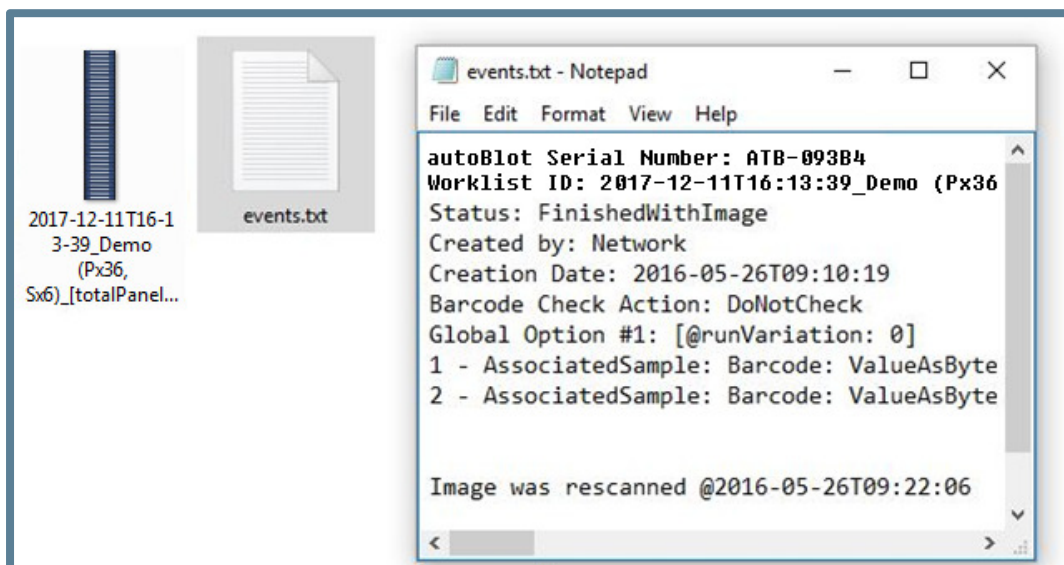 2017-12-11T16-1
3-39_Demo
(Px36,
Sx6)_[totalPanel...
events.txt
events.txt - Notepad
File Edit Format View Help
autoBlot Serial Number: ATB-093B4
Worklist ID: 2017-12-11T16:13:39_Demo (Px36
Status: FinishedWithImage
Created by: Network
Creation Date: 2016-05-26T09:10:19
Barcode Check Action: DoNotCheck
Global Option #1: [@runVariation: 0]
1 - AssociatedSample: Barcode: ValueAsByte
2 - AssociatedSample: Barcode: ValueAsByte
Image was rescanned @2016-05-26T09:22:06